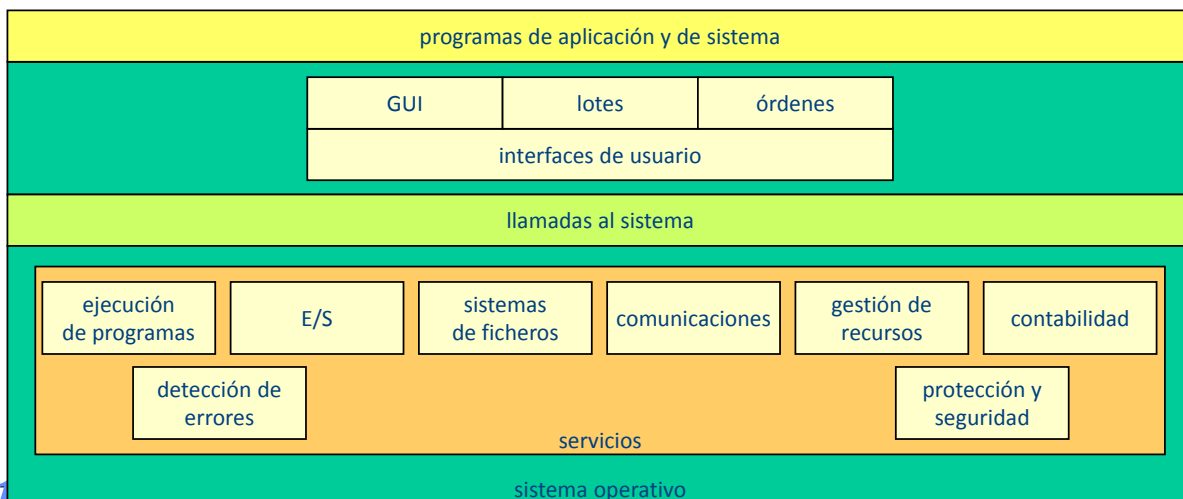 programas de aplicación y de sistema
GUI
lotes
órdenes
interfaces de usuario
llamadas al sistema
ejecución
de programas
E/S
sistemas
de ficheros
comunicaciones
gestión de
recursos
contabilidad
detección de
errores
protección y
seguridad
servicios
sistema operativo